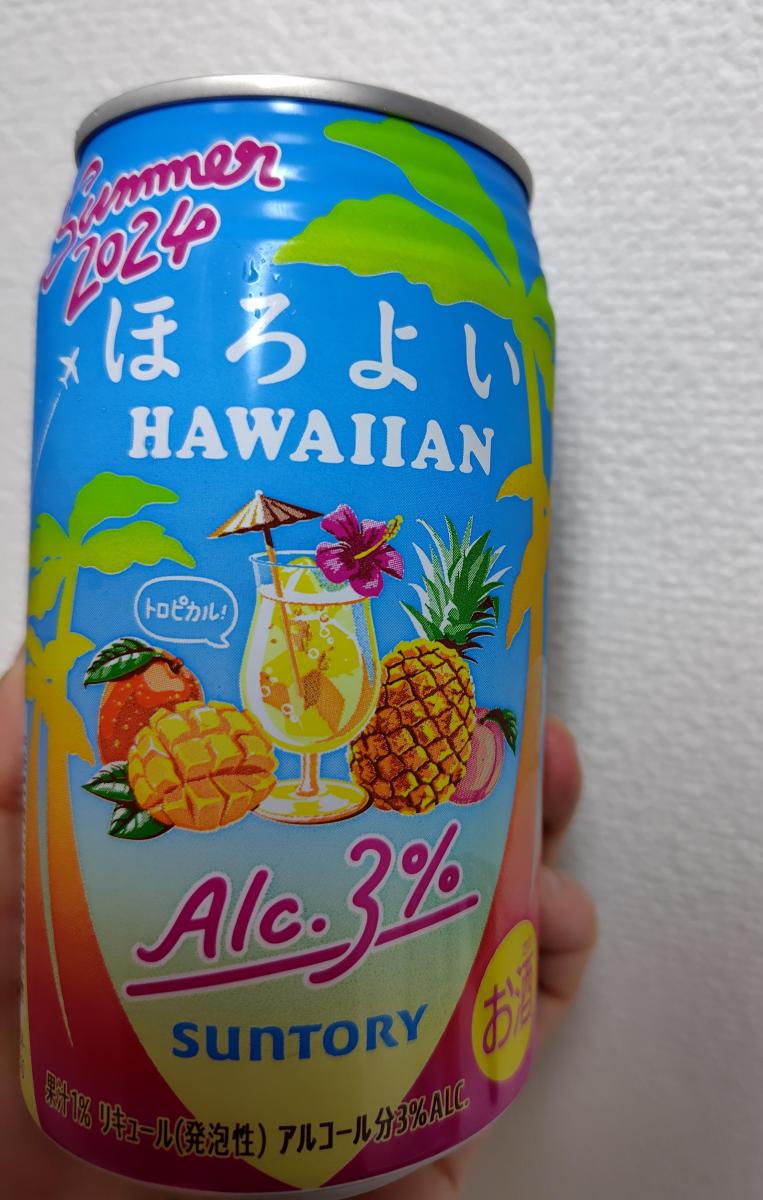 Summer
2024
ほろよい
HAWAIIAN
トロピカル!
Alc.3%
SUNTORY
お酒
果汁1% リキュール(発泡性) アルコール分3%ALC.